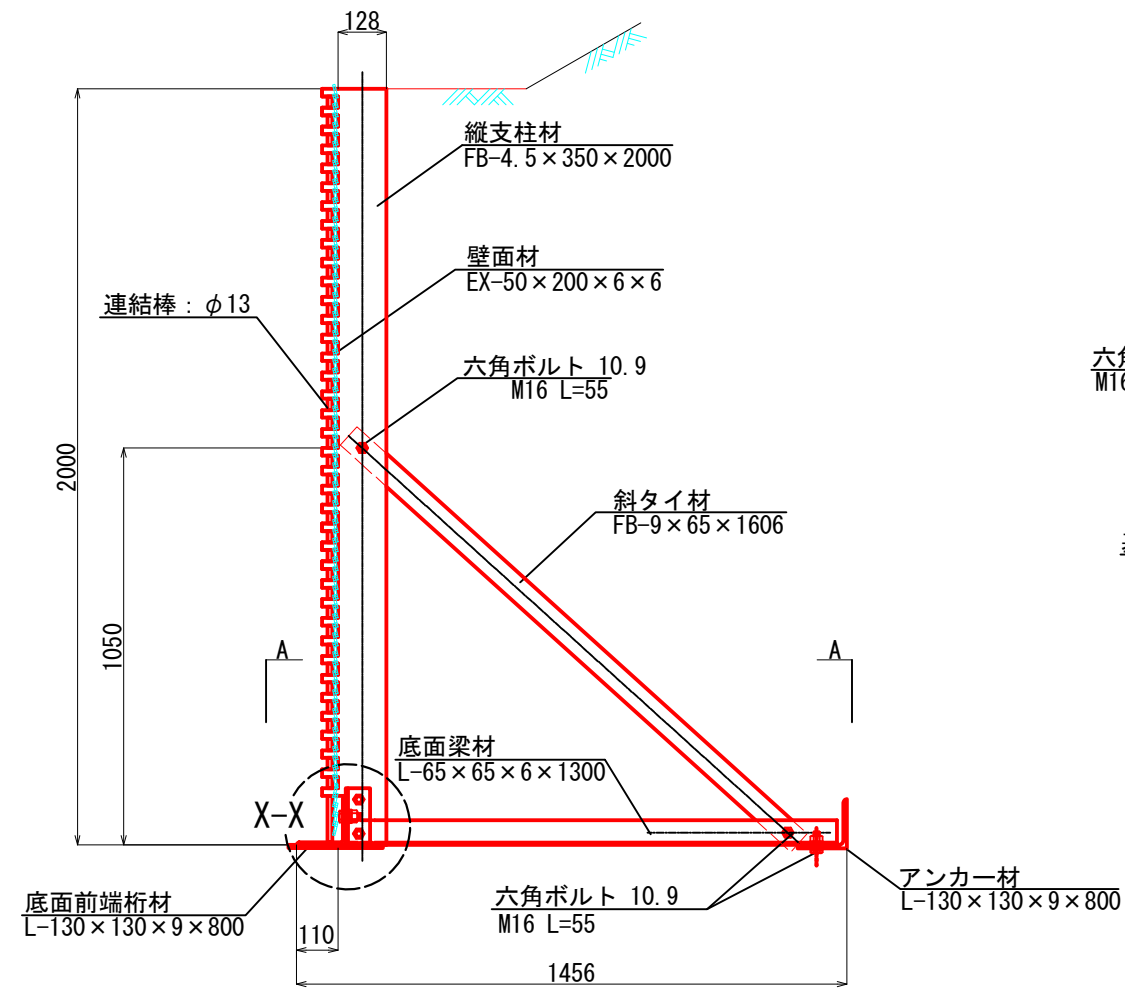 128
縦支柱材
FB-4.5×350×2000
壁面材
EX-50×200×6×6
連結棒：φ13
六角ボルト 10.9
M16 L=55
六角
M16
2000
斜タイ材
FB-9×65×1606
1050
A
A
底面梁材
L-65×65×6×1300
X-X
底面前端桁材
L-130×130×9×800
六角ボルト 10.9
M16 L=55
アンカー材
L-130×130×9×800
110
1456